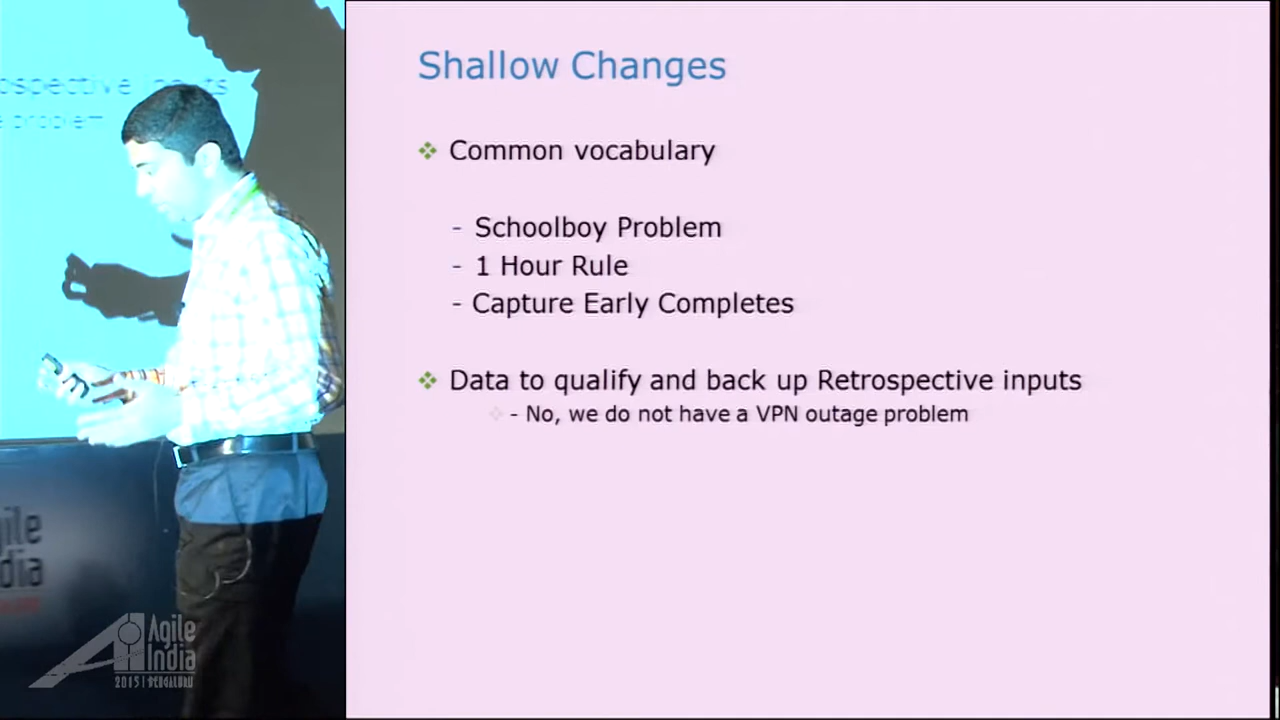 Shallow Changes
Common vocabulary
- Schoolboy Problem
- 1 Hour Rule
- Capture Early Completes
Data to qualify and back up Retrospective inputs
- No, we do not have a VPN outage problem
problem
Agile
India
2015 | BENGALURU